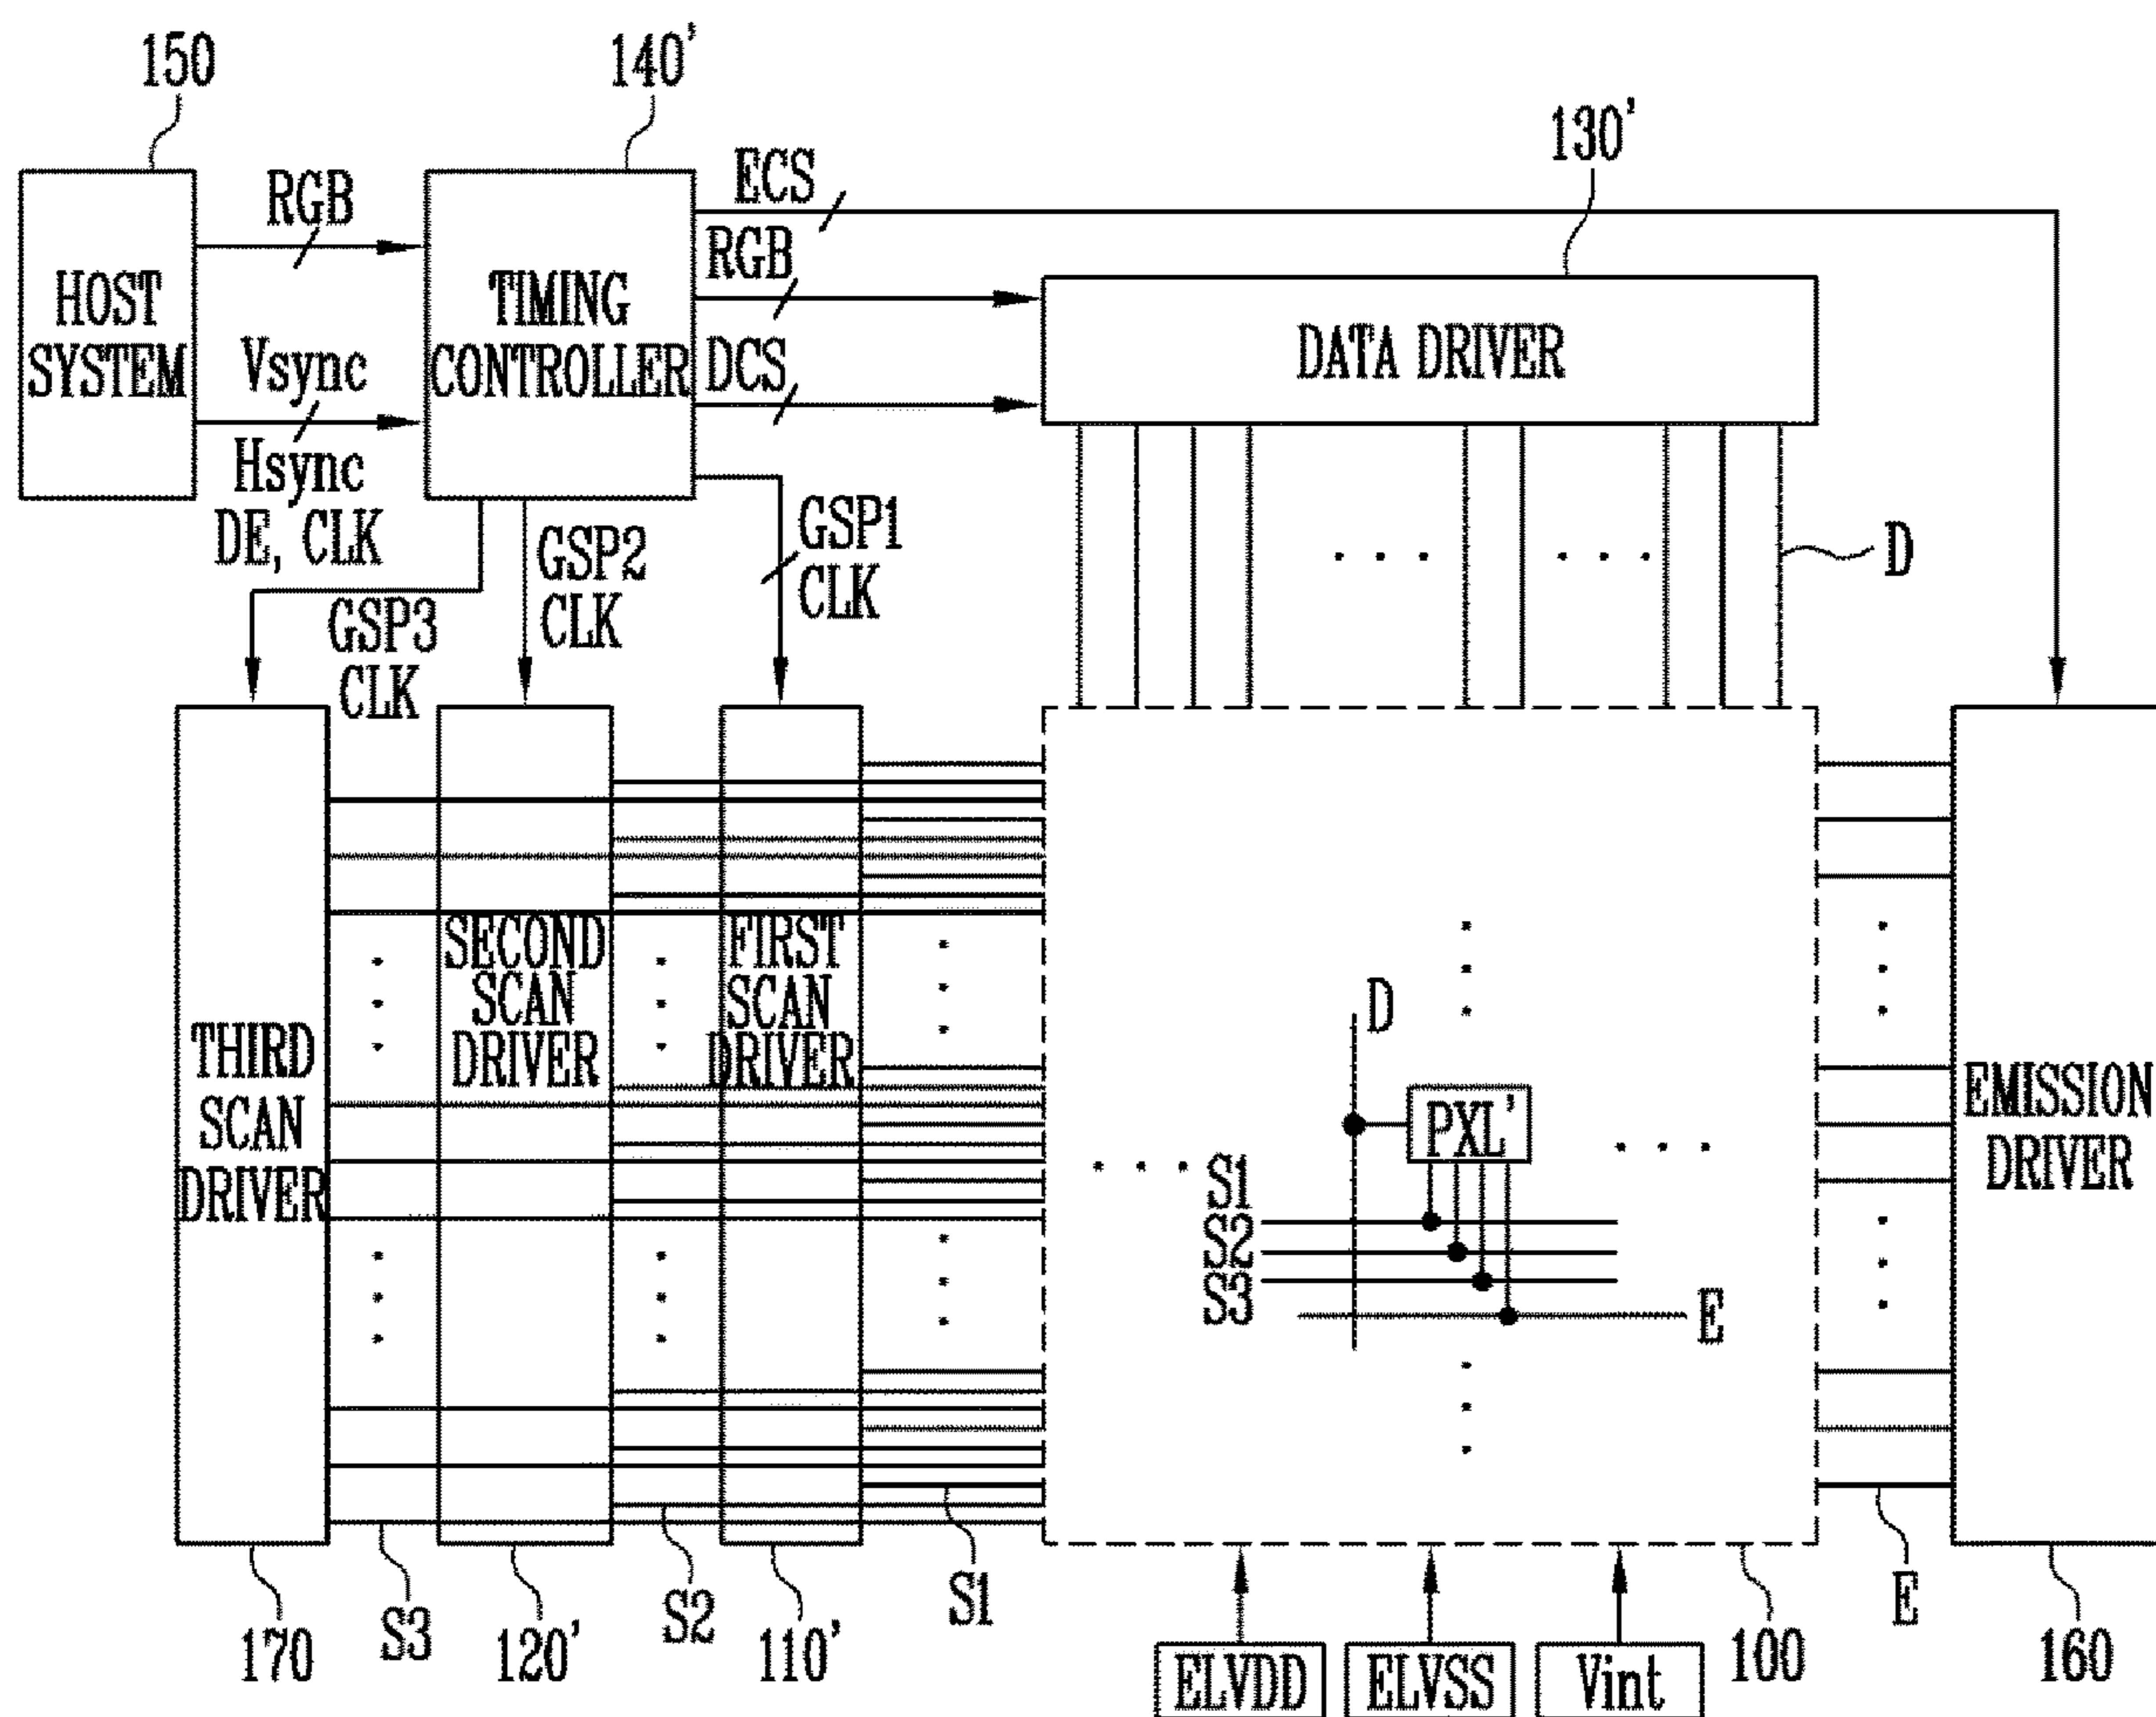 150
140'
130'
HOST
SYSTEM
RGB
Vsync
Hsync
DE, CLK
TIMING
CONTROLLER
ECS
RGB
DCS
DATA DRIVER
GSP3
CLK
GSP2
CLK
GSP1
CLK
D
THIRD
SCAN
DRIVER
SECOND
SCAN
DRIVER
FIRST
SCAN
DRIVER
D
PXL'
S1
S2
S3
E
EMISSION
DRIVER
170
S3
120'
S2
110'
S1
ELVDD
ELVSS
Vint
100
E
160